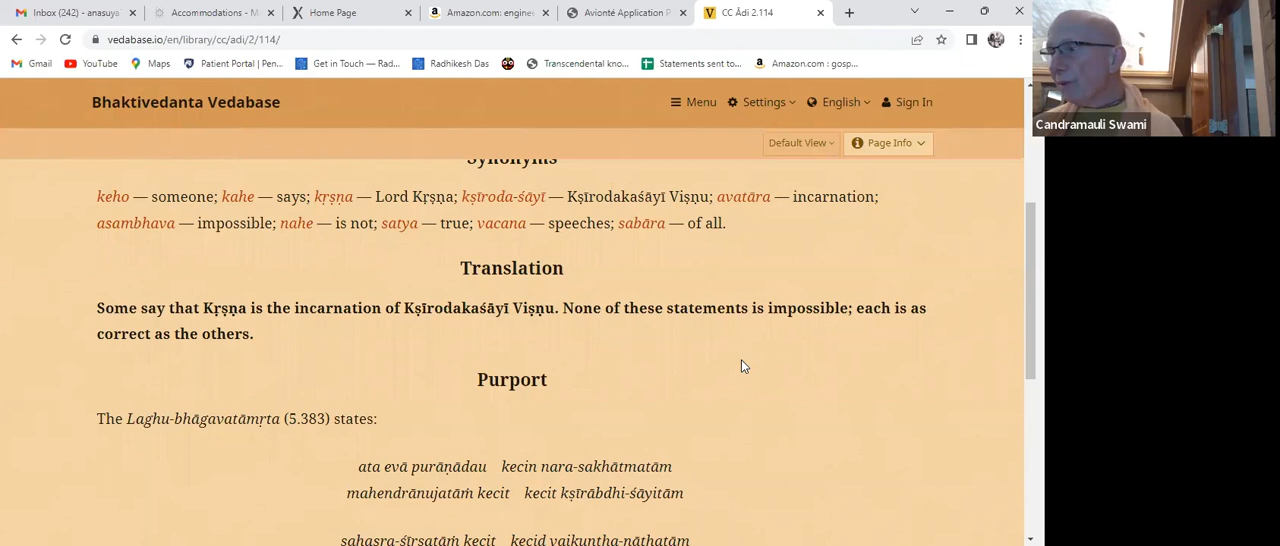 Inbox (242) - anasuya
Accommodations - M
Home Page
Amazon.com: engine
Avionté Application P
CC Ādi 2.114
vedabase.io/en/library/cc/adi/2/114/
Gmail
YouTube
Maps
Patient Portal | Pen...
Get in Touch — Rad...
Radhikesh Das
Transcendental kno...
Statements sent to...
Amazon.com : gosp...
Bhaktivedanta Vedabase
Menu
Settings
English
Sign In
Default View
Page Info
Candramauli Swami
Synonyms
keho — someone; kahe — says; kṛṣṇa — Lord Kṛṣṇa; kṣīroda-śāyī — Kṣīrodakaśāyī Viṣṇu; avatāra — incarnation;
asambhava — impossible; nahe — is not; satya — true; vacana — speeches; sabāra — of all.
Translation
Some say that Kṛṣṇa is the incarnation of Kṣīrodakaśāyī Viṣṇu. None of these statements is impossible; each is as
correct as the others.
Purport
The Laghu-bhāgavatāmṛta (5.383) states:
ata evā purāṇādau kecin nara-sakhātmatām
mahendrānujatāṁ kecit kecit kṣīrābdhi-śāyitām
sahasra-śīrṣatāṁ kecit kecid vaikuṇṭha-nāthatām